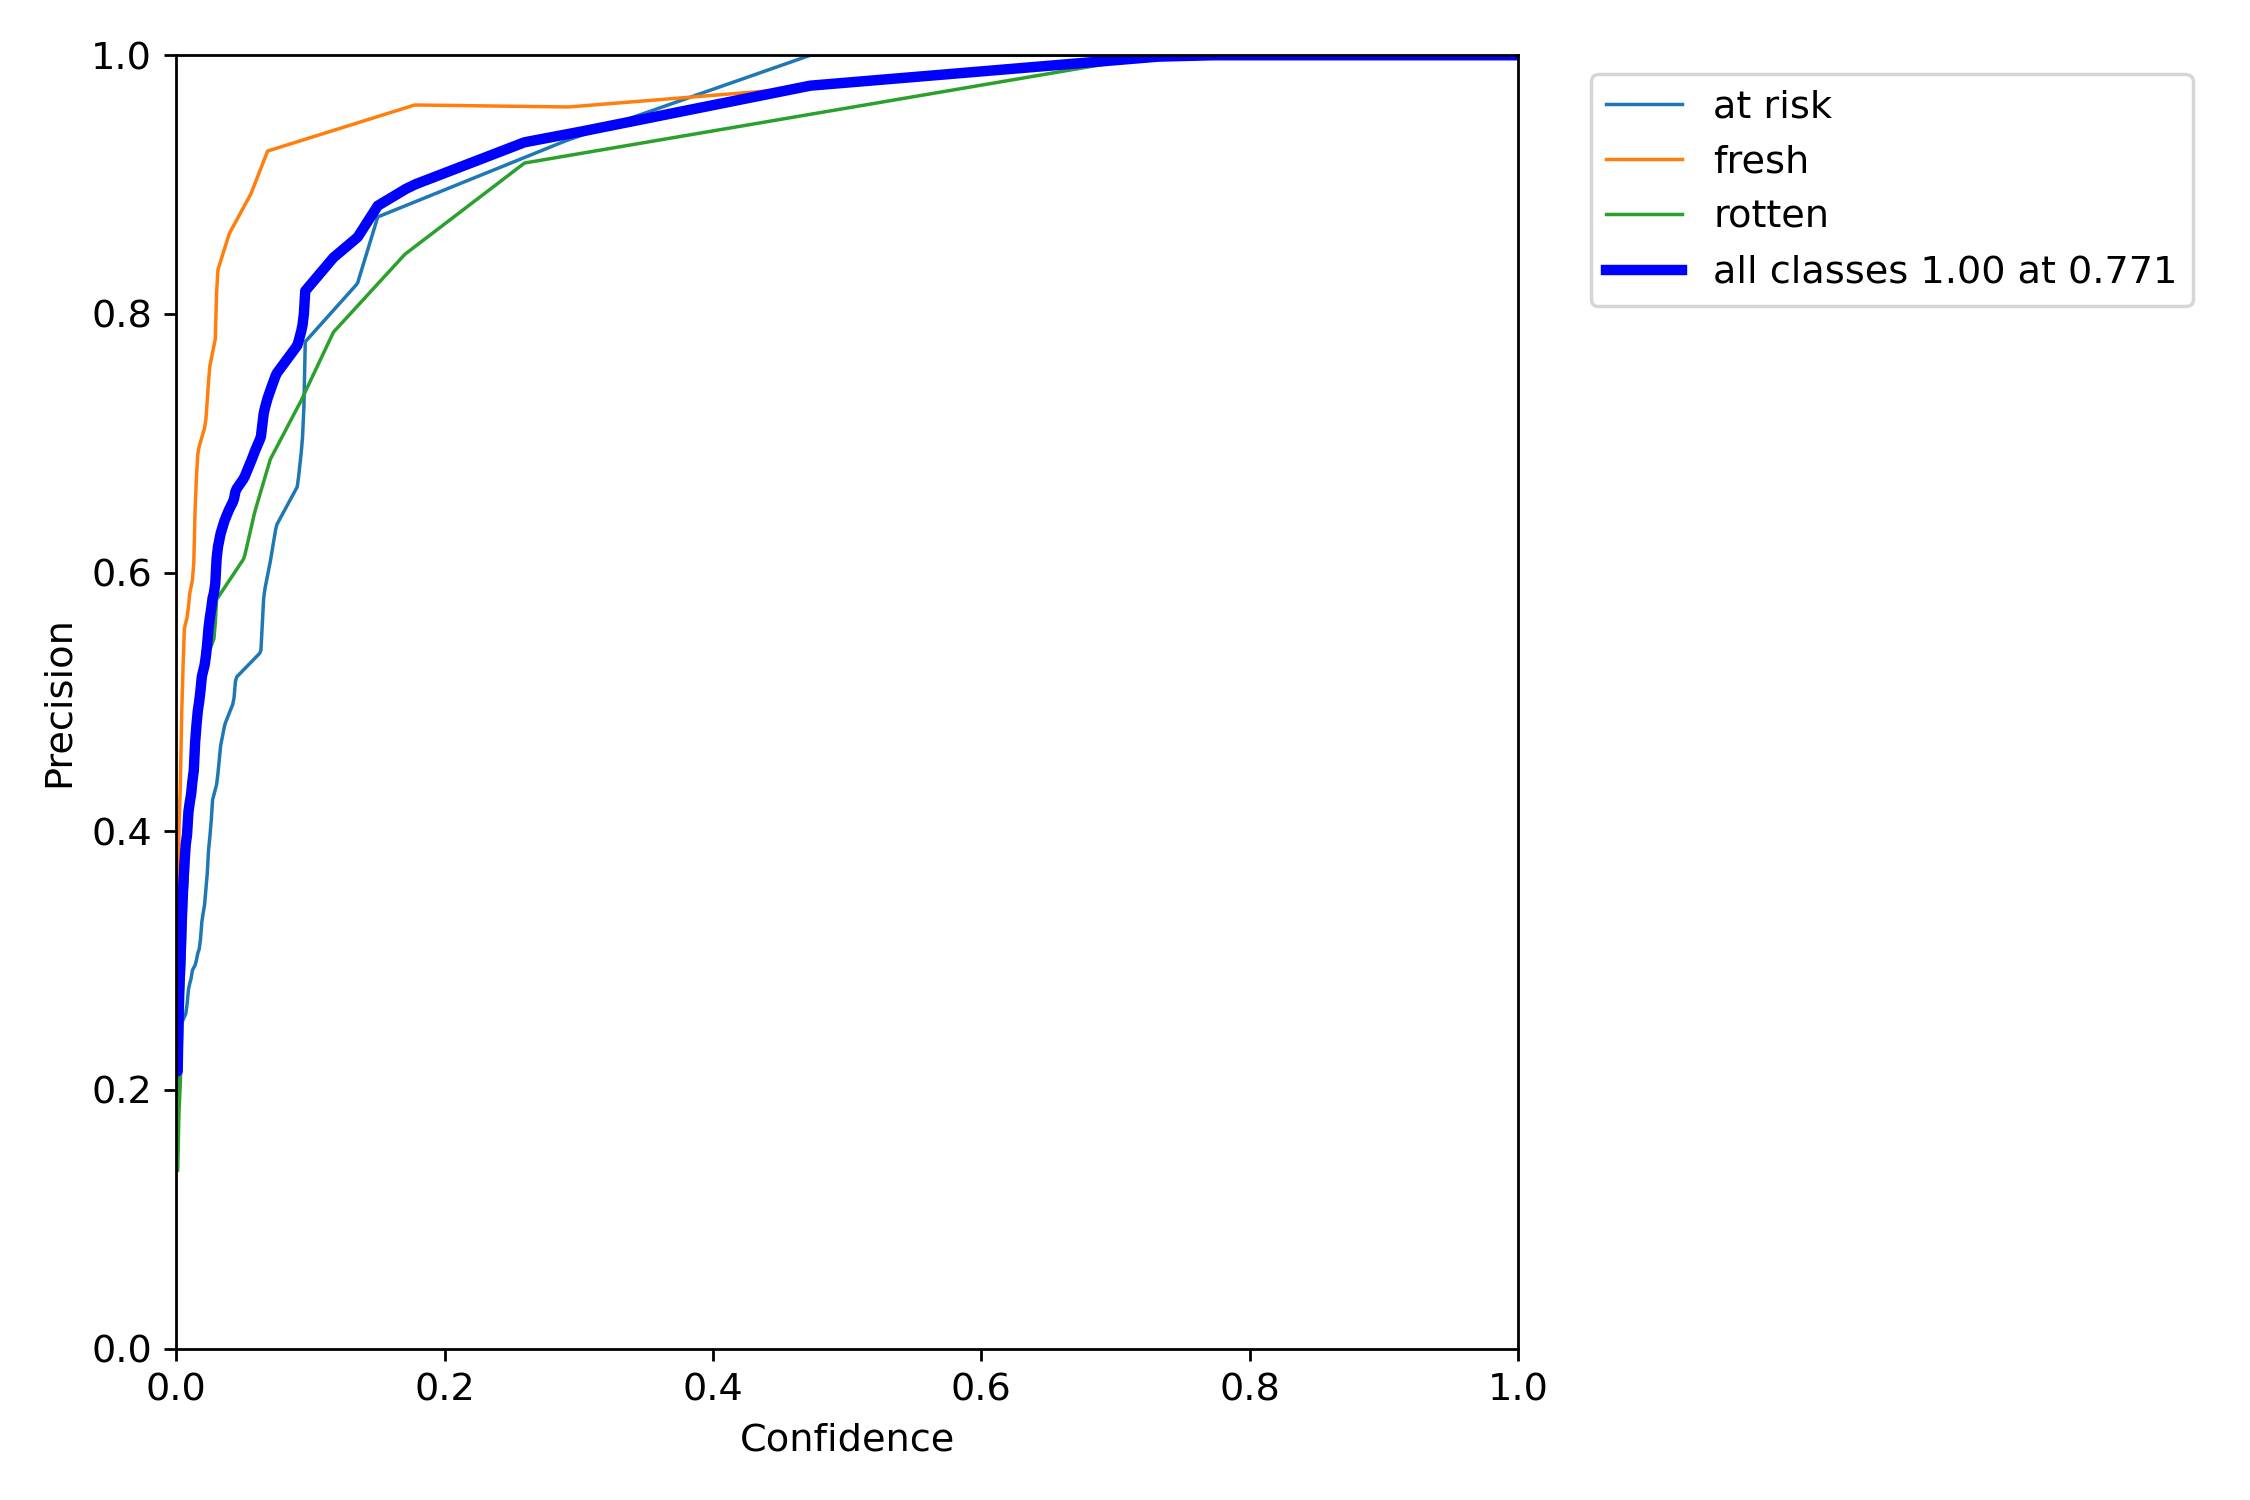 1.0
0.8
0.6
0.4
0.2
0.0
Precision
0.0 0.2 0.4 0.6 0.8 1.0
Confidence
at risk
fresh
rotten
all classes 1.00 at 0.771